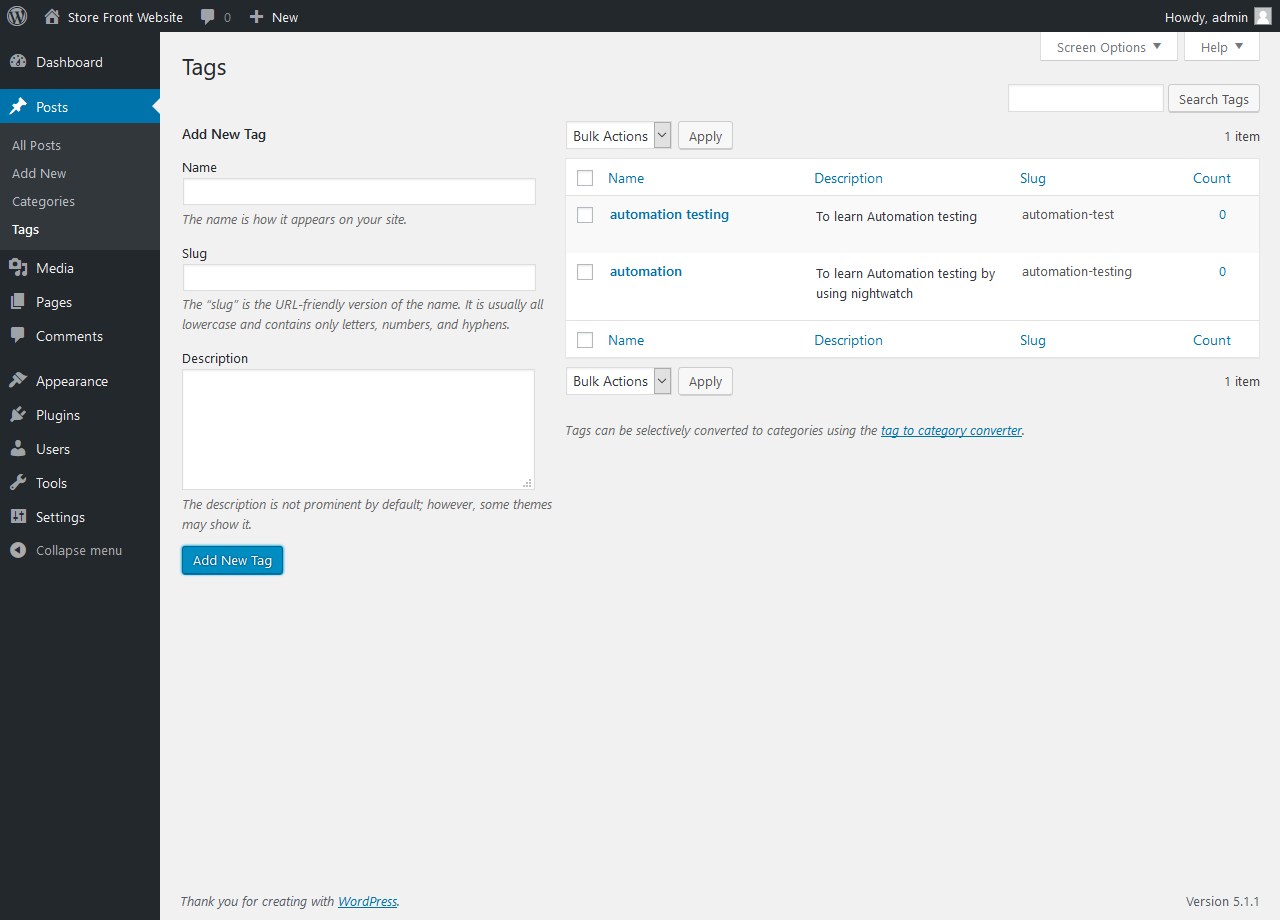 Store Front Website 0 New Howdy, admin
Screen Options Help
Dashboard
Posts
All Posts
Add New
Categories
Tags
Media
Pages
Comments
Appearance
Plugins
Users
Tools
Settings
Collapse menu
Tags
Search Tags
Add New Tag
Name
The name is how it appears on your site.
Slug
The “slug” is the URL-friendly version of the name. It is usually all
lowercase and contains only letters, numbers, and hyphens.
Description
The description is not prominent by default; however, some themes
may show it.
Add New Tag
Bulk Actions Apply 1 item
Name Description Slug Count
automation testing To learn Automation testing automation-test 0
automation To learn Automation testing by automation-testing 0
using nightwatch
Name Description Slug Count
Bulk Actions Apply 1 item
Tags can be selectively converted to categories using the tag to category converter.
Thank you for creating with WordPress. Version 5.1.1